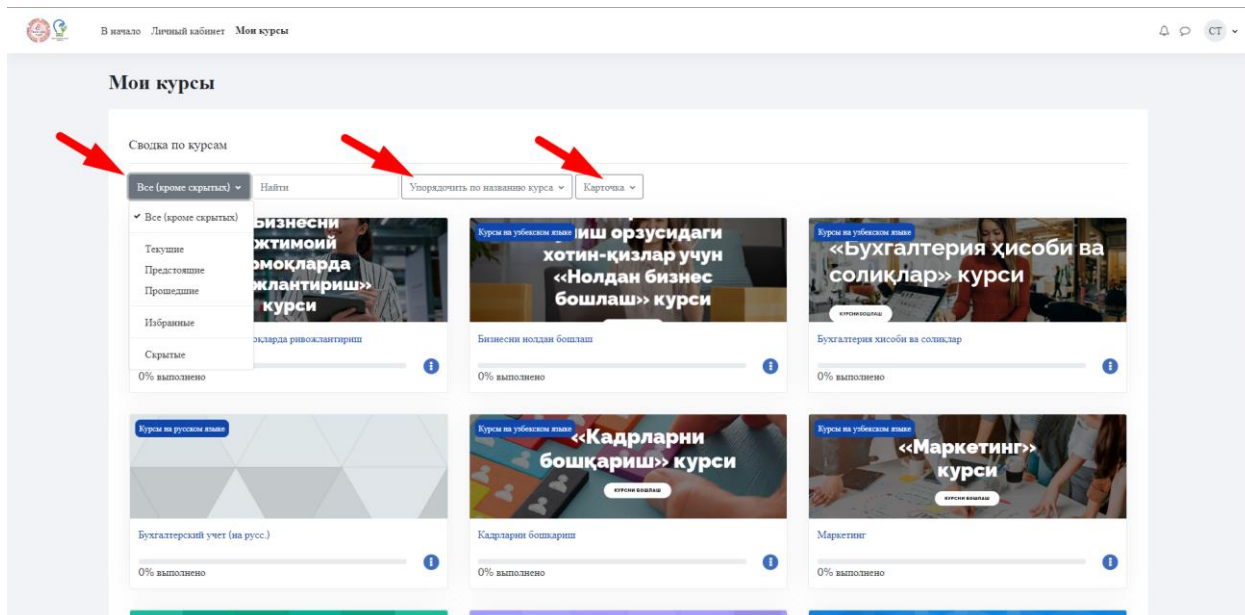 В начало Личный кабинет Мои курсы
СТ
Мои курсы
Сводка по курсам
Все (кроме скрытых) Найти Упорядочить по названию курса Карточка
Все (кроме скрытых)
Текущие
Предстоящие
Прошедшие
Избранные
Скрытые
Бизнесни
жтимоий
рмоқларда
жлантириш»
курси
оқларда ривожлантириш
0% выполнено
Курсы на узбекском языке
иш орзусидаги
хотин-қизлар учун
«Нолдан бизнес
бошлаш» курси
Бизнесни нолдан бошлаш
0% выполнено
Курсы на узбекском языке
«Бухгалтерия ҳисоби ва
солиқлар» курси
КУРСНИ БОШЛАШ
Бухгалтерия хисоби ва солиқлар
0% выполнено
Курсы на русском языке
Бухгалтерский учет (на русс.)
0% выполнено
Курсы на узбекском языке
«Кадрларни
бошқариш» курси
КУРСНИ БОШЛАШ
Кадрларни бошкариш
0% выполнено
Курсы на узбекском языке
«Маркетинг»
курси
КУРСНИ БОШЛАШ
Маркетинг
0% выполнено